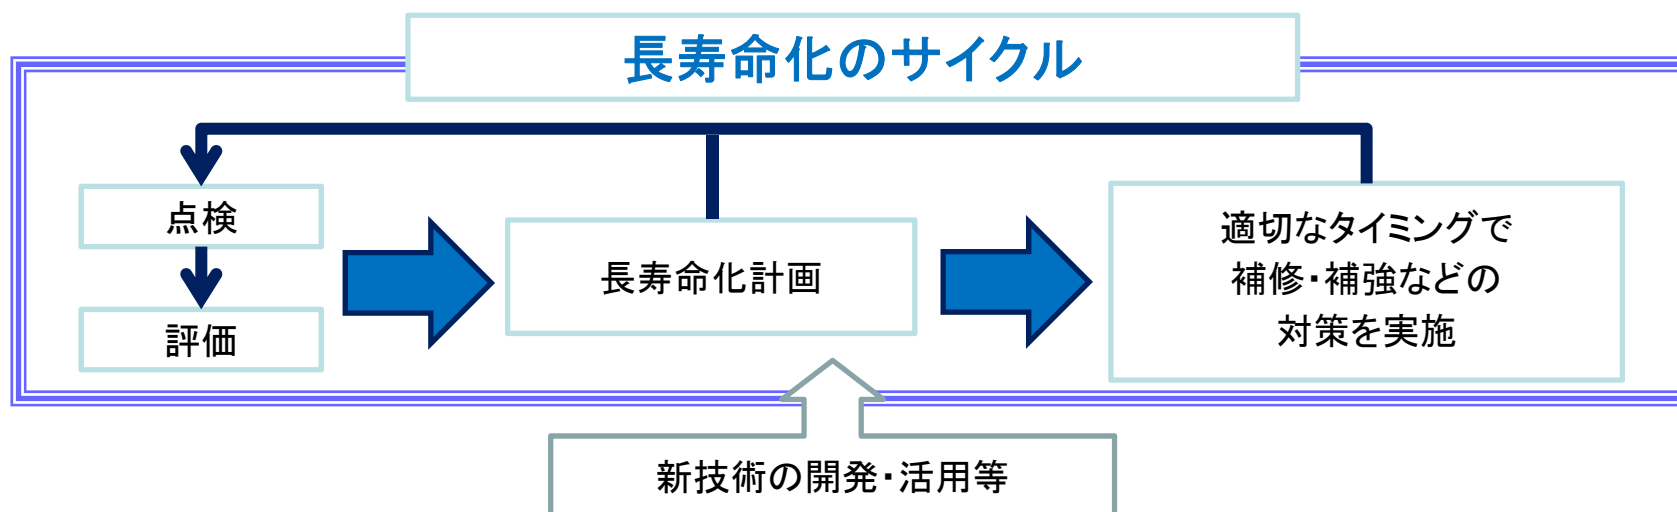 長寿命化のサイクル
点検
評価
長寿命化計画
適切なタイミングで
補修・補強などの
対策を実施
新技術の開発・活用等